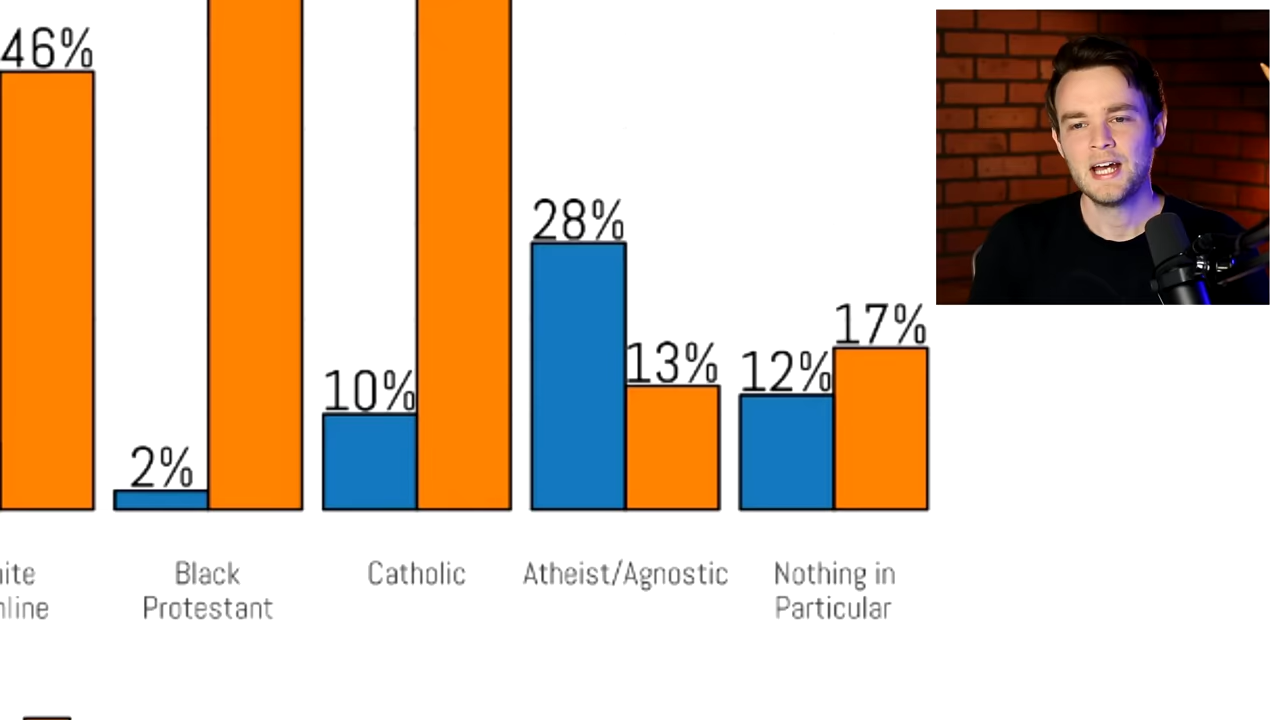 46%
28%
17%
13%
12%
10%
2%
Black
Protestant
Catholic
Atheist/Agnostic
Nothing in
Particular